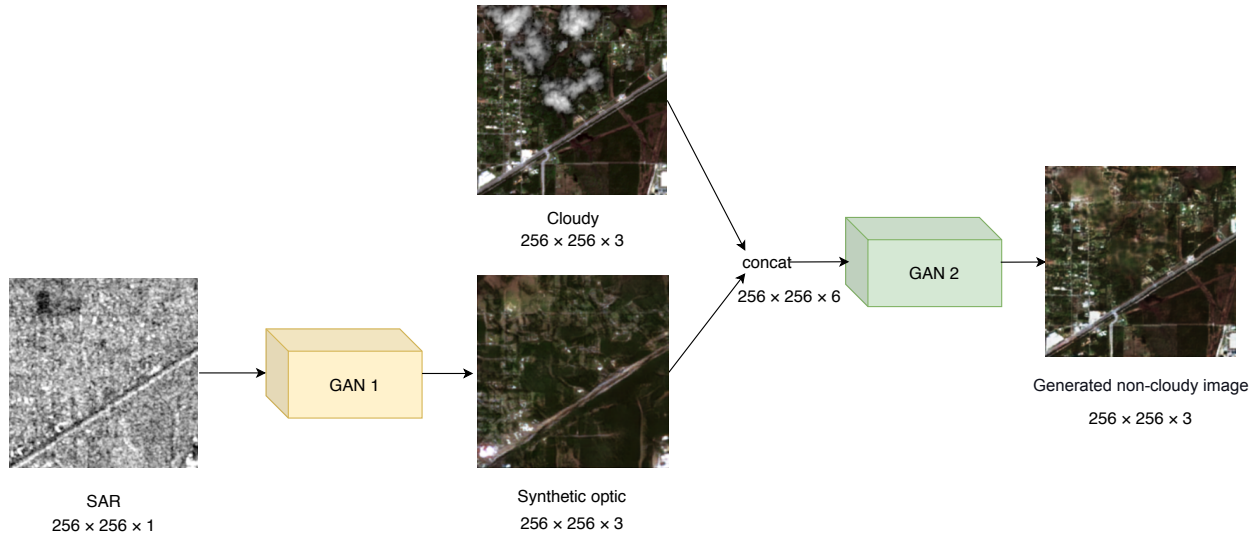 Cloudy
256 × 256 × 3
concat
256 × 256 × 6
GAN 2
GAN 1
Generated non-cloudy image
256 × 256 × 3
SAR
256 × 256 × 1
Synthetic optic
256 × 256 × 3